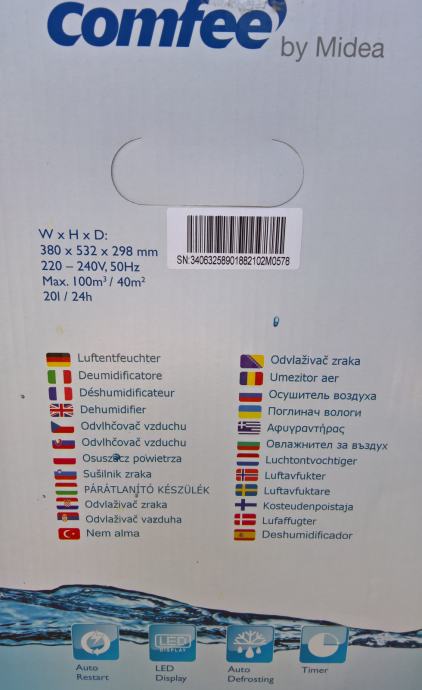 comfee'
by Midea
W x H x D:
380 x 532 x 298 mm
220 – 240V, 50Hz
Max. 100m³ / 40m²
20l / 24h
SN:34063258901882102M0578
Luftentfeuchter
Deumidificatore
Déshumidificateur
Dehumidifier
Odvlhčovač vzduchu
Odvlhčovač vzduchu
Osuszacz powietrza
Sušilnik zraka
PÁRÁTLANÍTÓ KÉSZÜLÉK
Odvlaživač zraka
Odvlaživač vazduha
Nem alma
Odvlaživač zraka
Umezitor aer
Осушитель воздуха
Поглинач вологи
Αφυγραντήρας
Овлажнител за въздух
Luchtontvochtiger
Luftavfukter
Luftavfuktare
Kosteudenpoistaja
Lufaffugter
Deshumidificador
LED
DISPLAY
Auto
Restart
LED
Display
Auto
Defrosting
Timer